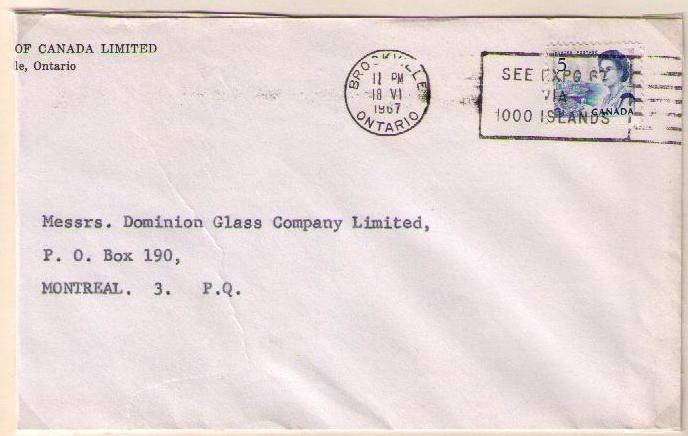 OF CANADA LIMITED
le, Ontario
BROCKVILLE
11 PM
18 VI
1967
ONTARIO
SEE EXPO 67
VIA
1000 ISLANDS
5
CANADA
Messrs. Dominion Glass Company Limited,
P. O. Box 190,
MONTREAL. 3. P.Q.